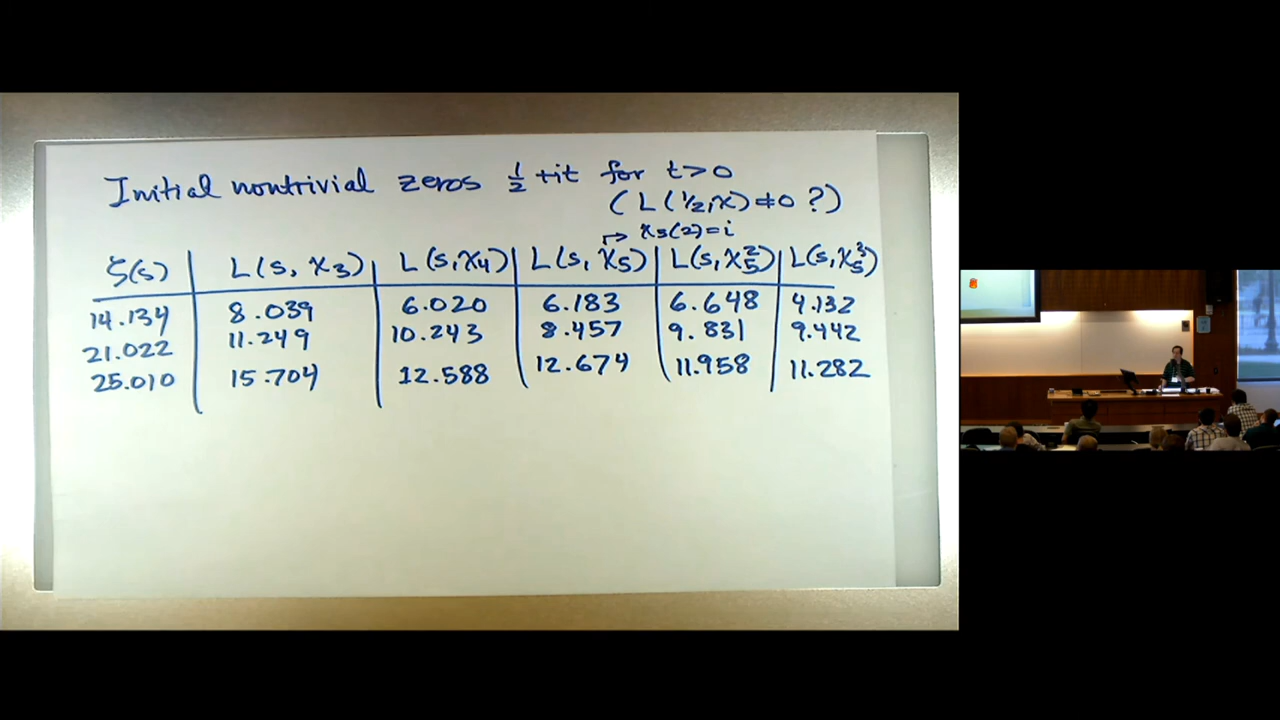 Initial nontrivial zeros 1/2 + it for t > 0
(L(1/2, χ) ≠ 0 ?)
↱ χ5(2) = i
ζ(s) | L(s, χ3) | L(s, χ4) | L(s, χ5) | L(s, χ5²) | L(s, χ5³)
14.134 | 8.039 | 6.020 | 6.183 | 6.648 | 4.132
21.022 | 11.249 | 10.243 | 8.457 | 9.831 | 9.442
25.010 | 15.704 | 12.588 | 12.674 | 11.958 | 11.282